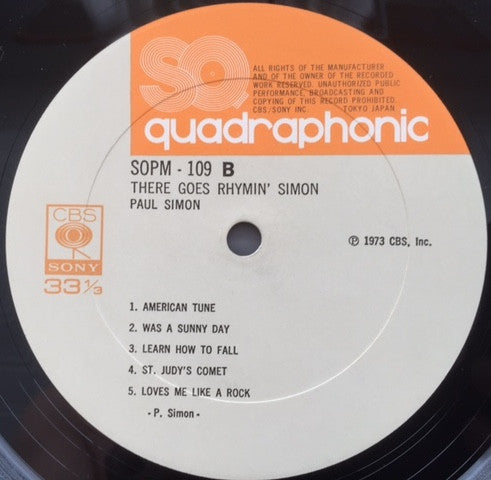 SQ
ALL RIGHTS OF THE MANUFACTURER
AND OF THE OWNER OF THE RECORDED
WORK RESERVED. UNAUTHORIZED PUBLIC
PERFORMANCE, BROADCASTING AND
COPYING OF THIS RECORD PROHIBITED.
CBS/SONY INC. TOKYO JAPAN
quadraphonic
SOPM - 109 B
THERE GOES RHYMIN' SIMON
PAUL SIMON
CBS
SONY
33 1/3
℗ 1973 CBS, Inc.
1. AMERICAN TUNE
2. WAS A SUNNY DAY
3. LEARN HOW TO FALL
4. ST. JUDY'S COMET
5. LOVES ME LIKE A ROCK
- P. Simon -